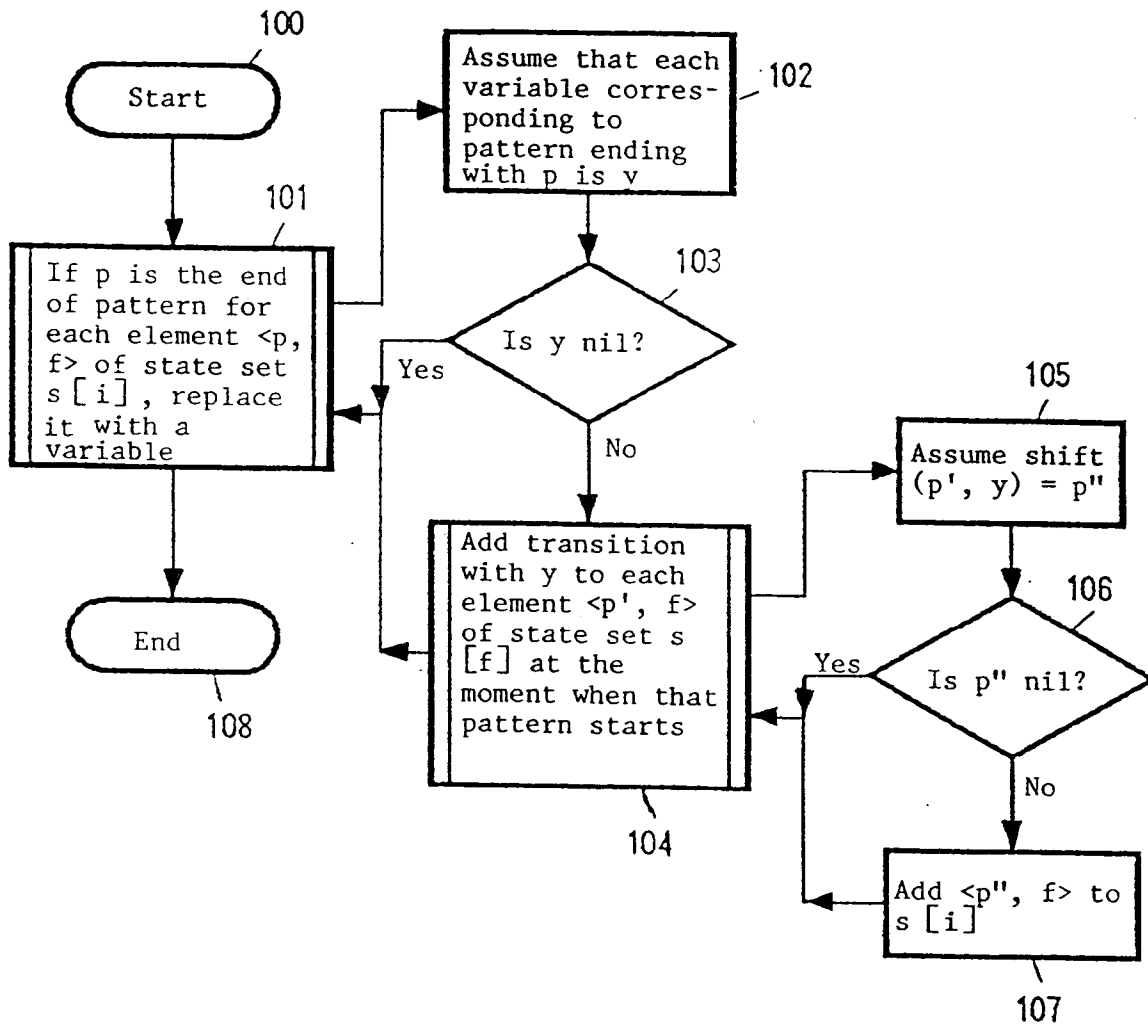 100
Start
101
If p is the end
of pattern for
each element <p,
f> of state set
s [i] , replace
it with a
variable
End
108
Assume that each
variable corres-
ponding to
pattern ending
with p is y
102
103
Is y nil?
Yes
No
Add transition
with y to each
element <p', f>
of state set s
[f] at the
moment when that
pattern starts
104
105
Assume shift
(p', y) = p"
106
Is p" nil?
Yes
No
Add <p", f> to
s [i]
107